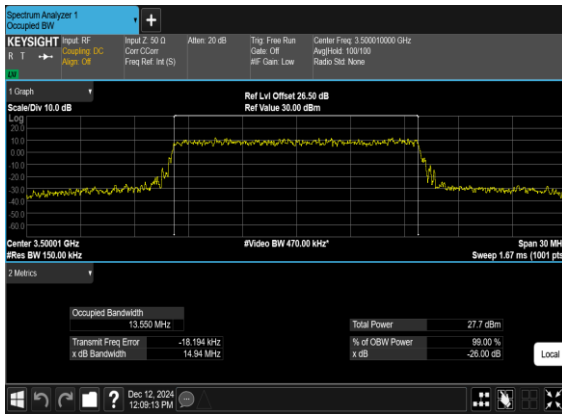 Spectrum Analyzer 1
Occupied BW
KEYSIGHT
R T
LXI
Input: RF
Coupling: DC
Align: Off
Input Z: 50 Ω
Corr CCorr
Freq Ref: Int (S)
Atten: 20 dB
Trig: Free Run
Gate: Off
#IF Gain: Low
Center Freq: 3.500010000 GHz
Avg|Hold: 100/100
Radio Std: None
1 Graph
Scale/Div 10.0 dB
Ref Lvl Offset 26.50 dB
Ref Value 30.00 dBm
Log
20.0
10.0
0.00
-10.0
-20.0
-30.0
-40.0
-50.0
-60.0
Center 3.50001 GHz
#Res BW 150.00 kHz
#Video BW 470.00 kHz*
Span 30 MH
Sweep 1.67 ms (1001 pts
2 Metrics
Occupied Bandwidth
13.550 MHz
Transmit Freq Error -18.194 kHz
x dB Bandwidth 14.94 MHz
Total Power 27.7 dBm
% of OBW Power 99.00 %
x dB -26.00 dB
Local
?
Dec 12, 2024
12:09:13 PM